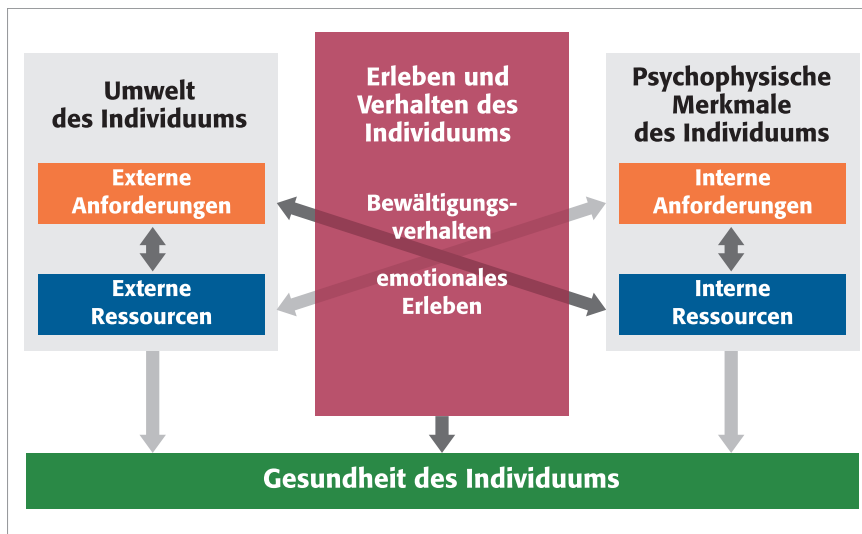 Umwelt
des Individuums
Externe
Anforderungen
Externe
Ressourcen
Erleben und
Verhalten des
Individuums
Bewältigungs-
verhalten
emotionales
Erleben
Psychophysische
Merkmale
des Individuums
Interne
Anforderungen
Interne
Ressourcen
Gesundheit des Individuums